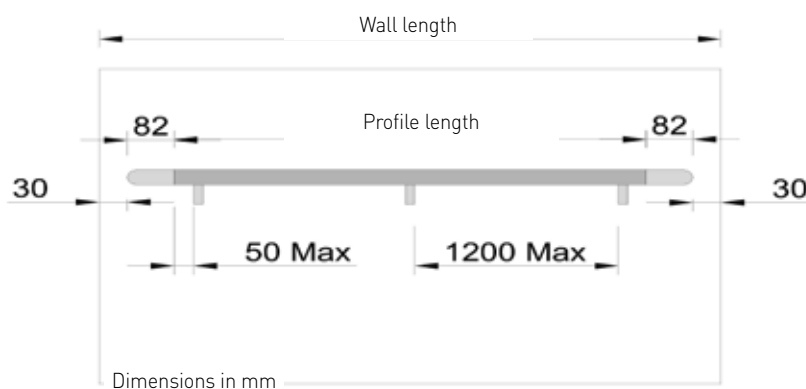 Wall length
82 Profile length 82
30 30
50 Max 1200 Max
Dimensions in mm